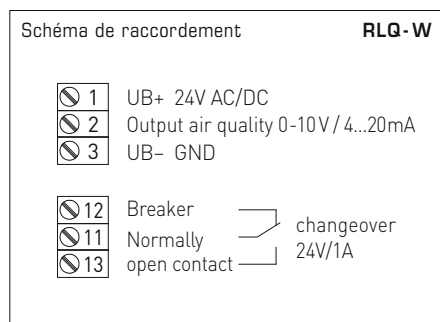 Schéma de raccordement RLQ-W
1 UB+ 24V AC/DC
2 Output air quality 0-10V / 4...20mA
3 UB– GND
12 Breaker
11 Normally
13 open contact
changeover
24V/1A